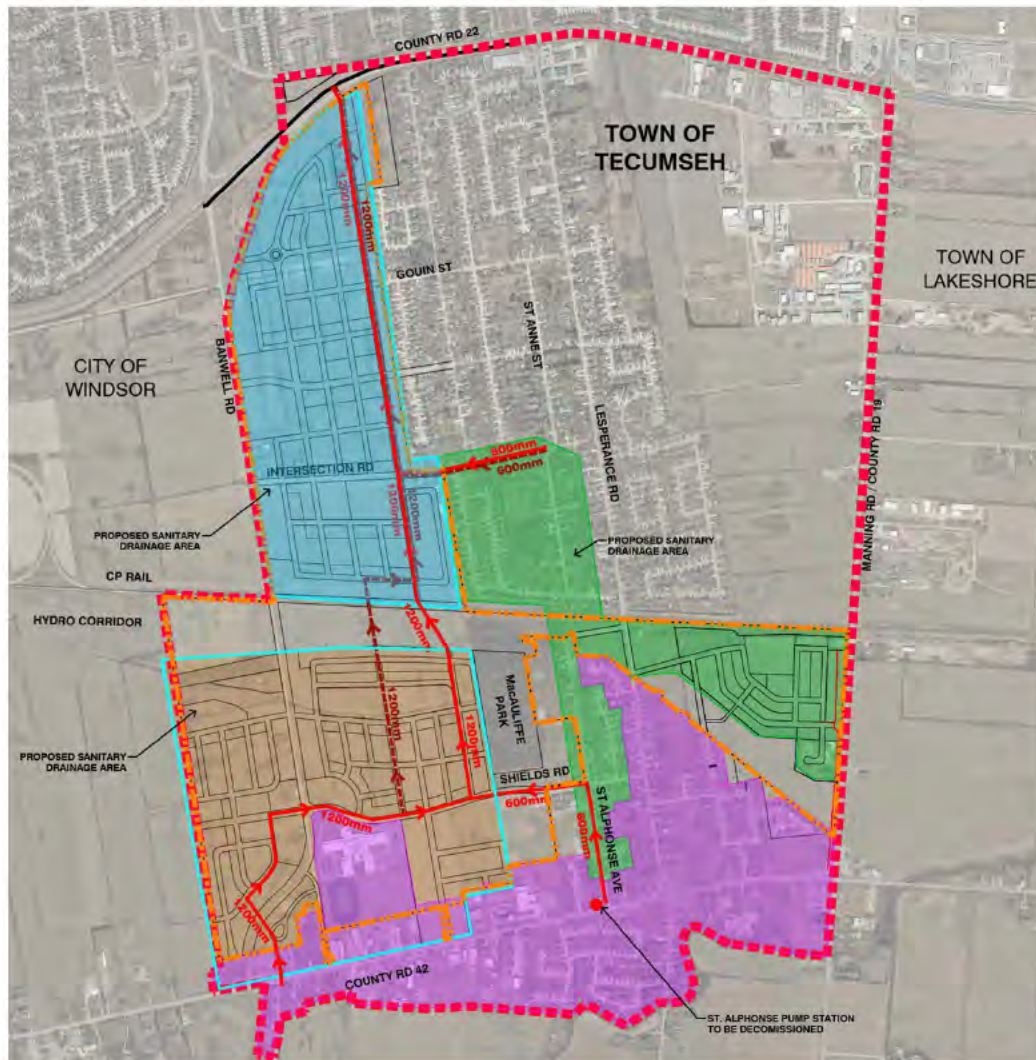 COUNTY RD 22
TOWN OF
TECUMSEH
1200mm
1200mm
GOUIN ST
TOWN OF
LAKESHORE
ST ANNE ST
CITY OF
WINDSOR
BANWELL RD
LESPERANCE RD
MANNING RD / COUNTY RD 19
INTERSECTION RD
600mm
1200mm
1200mm
PROPOSED SANITARY
DRAINAGE AREA
PROPOSED SANITARY
DRAINAGE AREA
CP RAIL
HYDRO CORRIDOR
1200mm
MacAULIFFE
PARK
1200mm
1200mm
PROPOSED SANITARY
DRAINAGE AREA
SHIELDS RD
600mm
1200mm
ST ALPHONSE AVE
600mm
1200mm
COUNTY RD 42
ST. ALPHONSE PUMP STATION
TO BE DECOMISSIONED